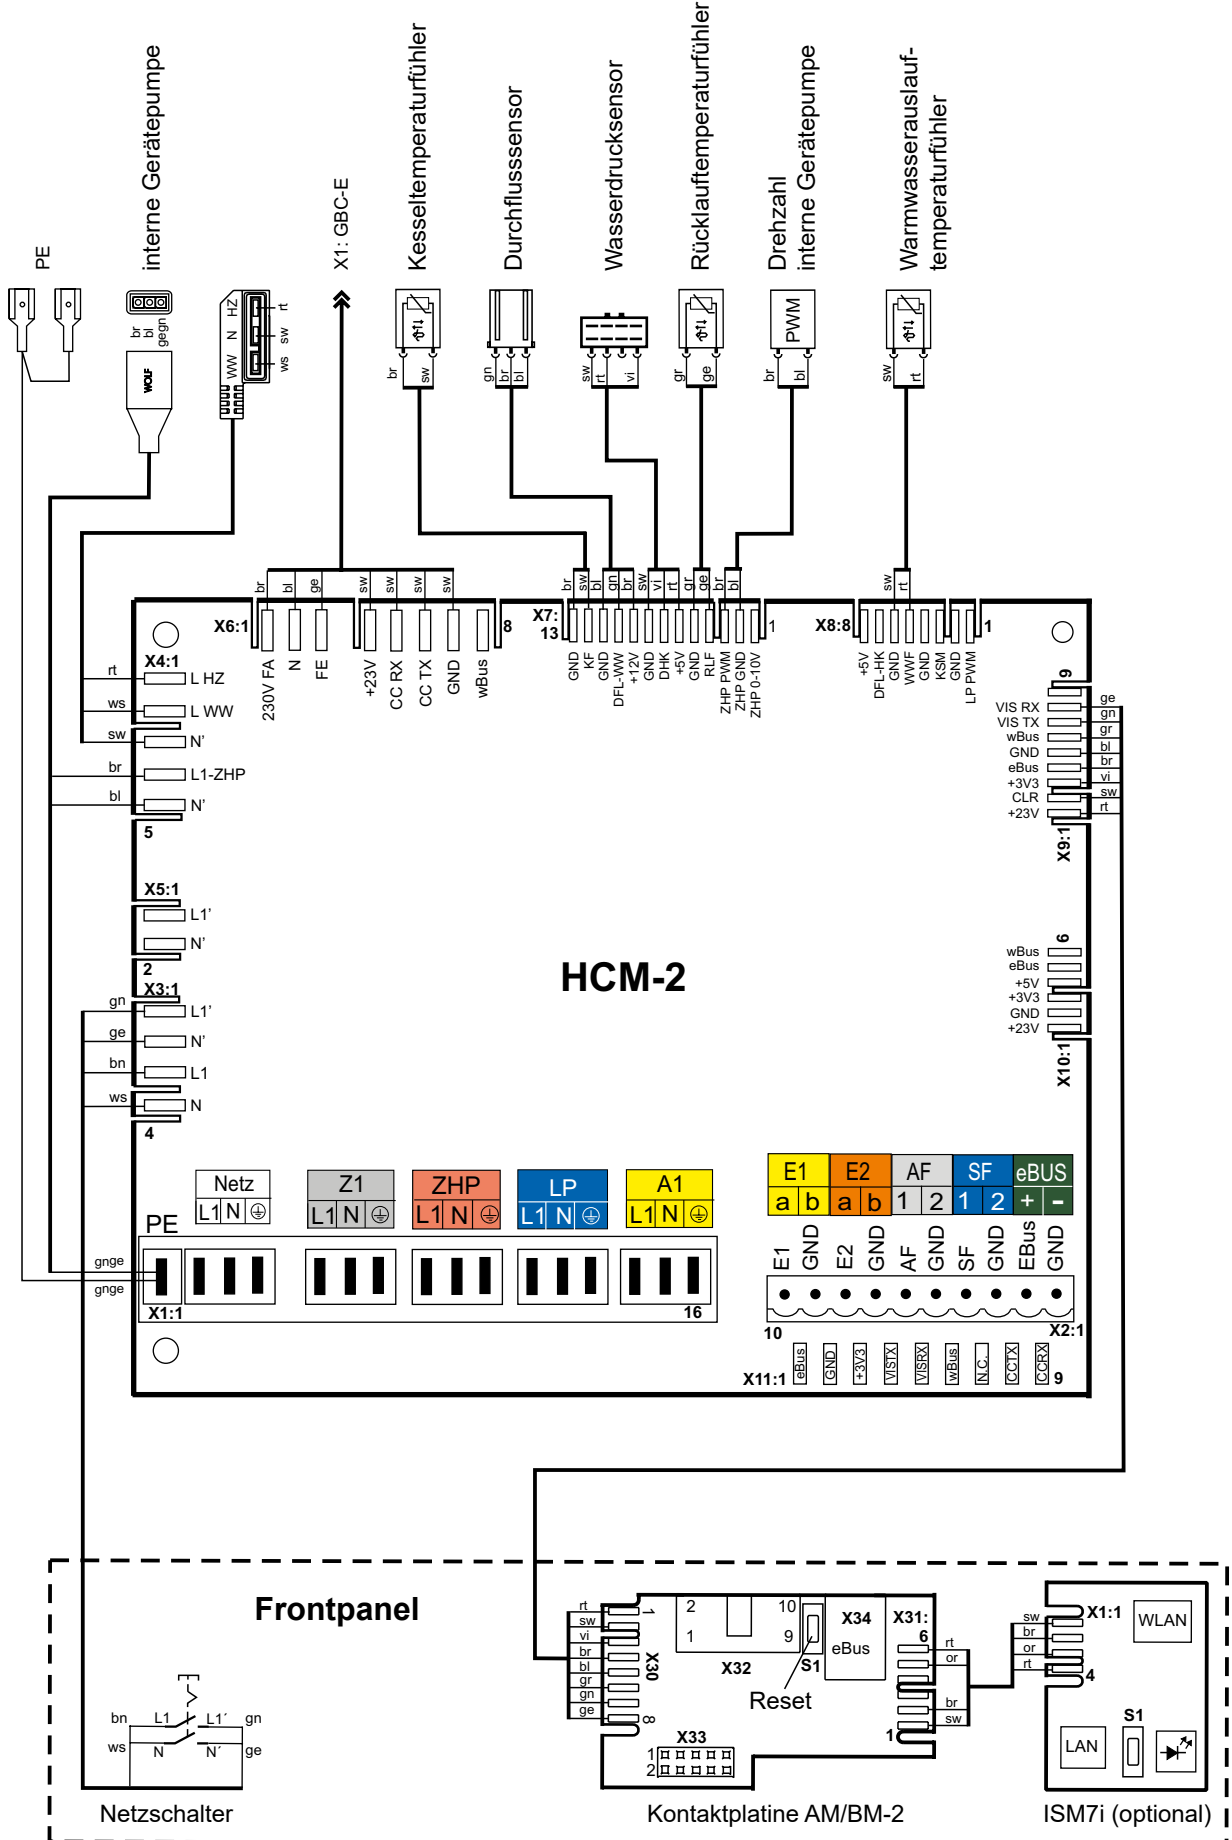 PE
interne Gerätepumpe
X1: GBC-E
Kesseltemperaturfühler
Durchflusssensor
Wasserdrucksensor
Rücklauftemperaturfühler
Drehzahl
interne Gerätepumpe
Warmwasserauslauf-
temperaturfühler
br
bl
gegn
WOLF
WW N HZ
ws sw rt
br sw
gn br bl
sw rt vi
gr ge
PWM
br bl
sw rt
br bl ge sw sw sw sw
br sw bl gn br sw vi rt gr ge br bl
sw rt
X6:1
8
X7:
13
1
X8:8
1
230V FA
N
FE
+23V
CC RX
CC TX
GND
wBus
GND
KF
GND
DFL-WW
+12V
GND
DHK
+5V
GND
RLF
ZHP PWM
ZHP GND
ZHP 0-10V
+5V
DFL-HK
GND
WWF
GND
KSM
GND
LP PWM
X4:1
rt L HZ
ws L WW
sw N'
br L1-ZHP
bl N'
5
X5:1
L1'
N'
2
X3:1
gn L1'
ge N'
bn L1
ws N
4
9
VIS RX ge
VIS TX gn
wBus gr
GND bl
eBus br
+3V3 vi
CLR sw
+23V rt
X9:1
HCM-2
6
wBus
eBus
+5V
+3V3
GND
+23V
X10:1
Netz
L1 N
Z1
L1 N
ZHP
L1 N
LP
L1 N
A1
L1 N
PE
gnge
gnge
X1:1
16
E1 E2 AF SF eBUS
a b a b 1 2 1 2 + -
E1
GND
E2
GND
AF
GND
SF
GND
EBus
GND
10
X2:1
X11:1
eBus
GND
+3V3
VISTX
VISRX
wBus
N.C.
CCTX
CCRX
9
Frontpanel
bn L1 L1´ gn
ws N N´ ge
Netzschalter
rt
sw
vi
br
bl
gr
gn
ge
1
X30
8
2 10
1 9
X32
S1
Reset
X34
eBus
X31:
6
rt
or
br
sw
1
X33
1
2
Kontaktplatine AM/BM-2
sw
br
or
rt
X1:1
4
WLAN
LAN
S1
ISM7i (optional)